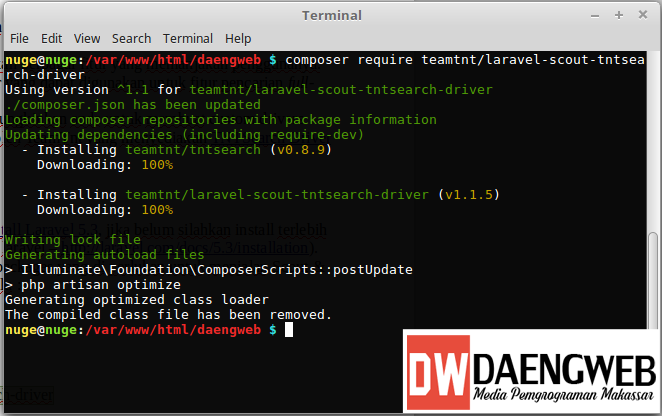 Terminal
File Edit View Search Terminal Help
nuge@nuge:/var/www/html/daengweb $ composer require teamtnt/laravel-scout-tntsea
rch-driver
Using version ^1.1 for teamtnt/laravel-scout-tntsearch-driver
./composer.json has been updated
Loading composer repositories with package information
Updating dependencies (including require-dev)
- Installing teamtnt/tntsearch (v0.8.9)
Downloading: 100%
- Installing teamtnt/laravel-scout-tntsearch-driver (v1.1.5)
Downloading: 100%
Writing lock file
Generating autoload files
> Illuminate\Foundation\ComposerScripts::postUpdate
> php artisan optimize
Generating optimized class loader
The compiled class file has been removed.
nuge@nuge:/var/www/html/daengweb $
DW DAENGWEB
Media Pemgrograman Makassar